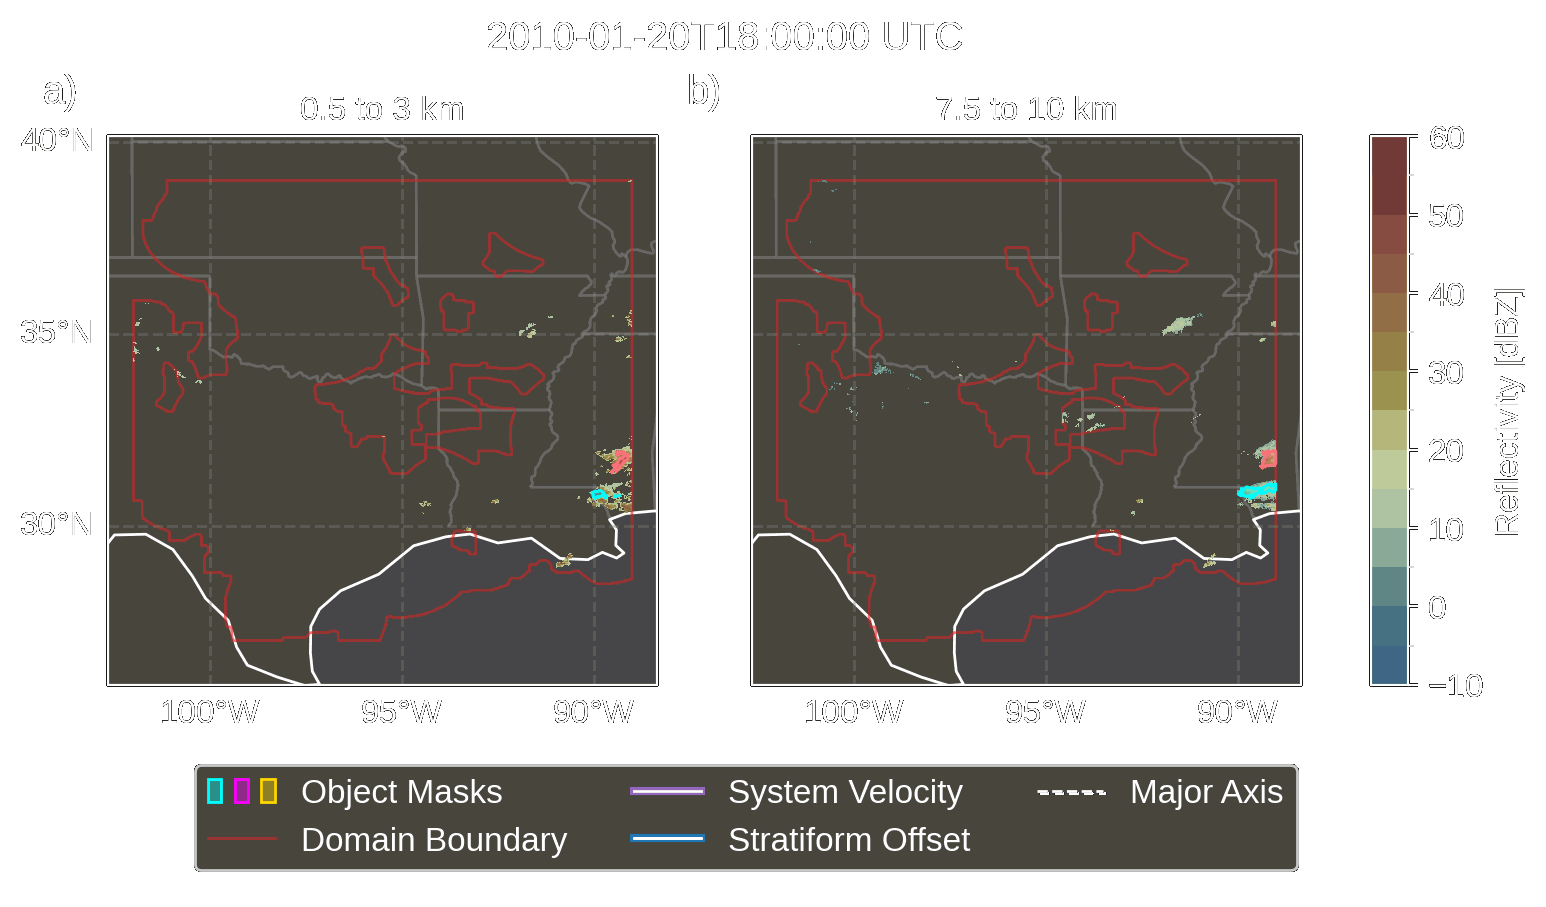 2010-01-20T18:00:00 UTC
a)
0.5 to 3 km
b)
7.5 to 10 km
40°N
35°N
30°N
100°W
95°W
90°W
100°W
95°W
90°W
60
50
40
30
20
10
0
−10
Reflectivity [dBZ]
Object Masks
System Velocity
Major Axis
Domain Boundary
Stratiform Offset